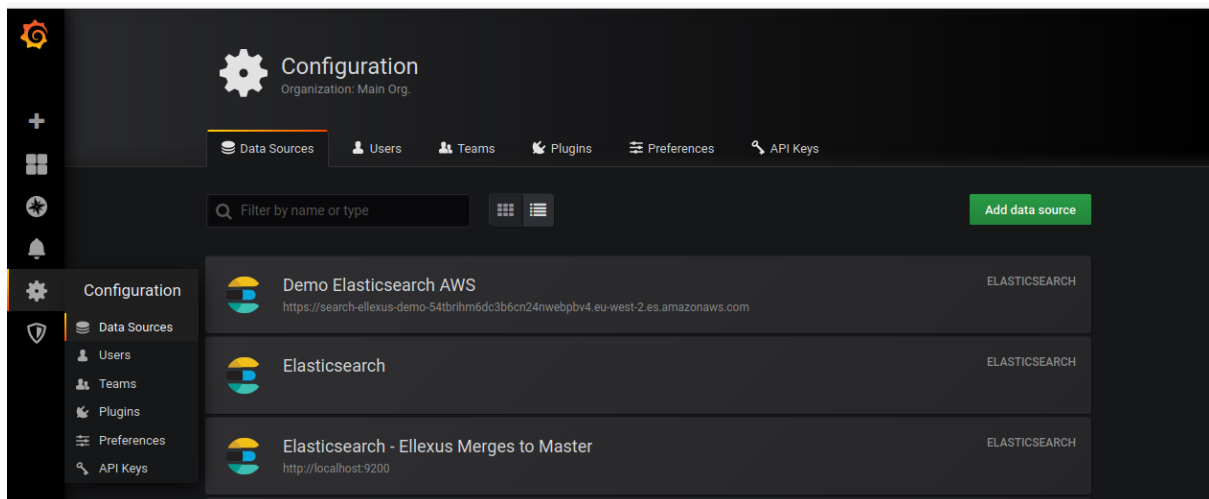 Configuration
Organization: Main Org.
Data Sources Users Teams Plugins Preferences API Keys
Filter by name or type
Add data source
Configuration
Data Sources
Users
Teams
Plugins
Preferences
API Keys
Demo Elasticsearch AWS
ELASTICSEARCH
https://search-ellexus-demo-54tbrihm6dc3b6cn24nwebpbv4.eu-west-2.es.amazonaws.com
Elasticsearch
ELASTICSEARCH
Elasticsearch - Ellexus Merges to Master
ELASTICSEARCH
http://localhost:9200